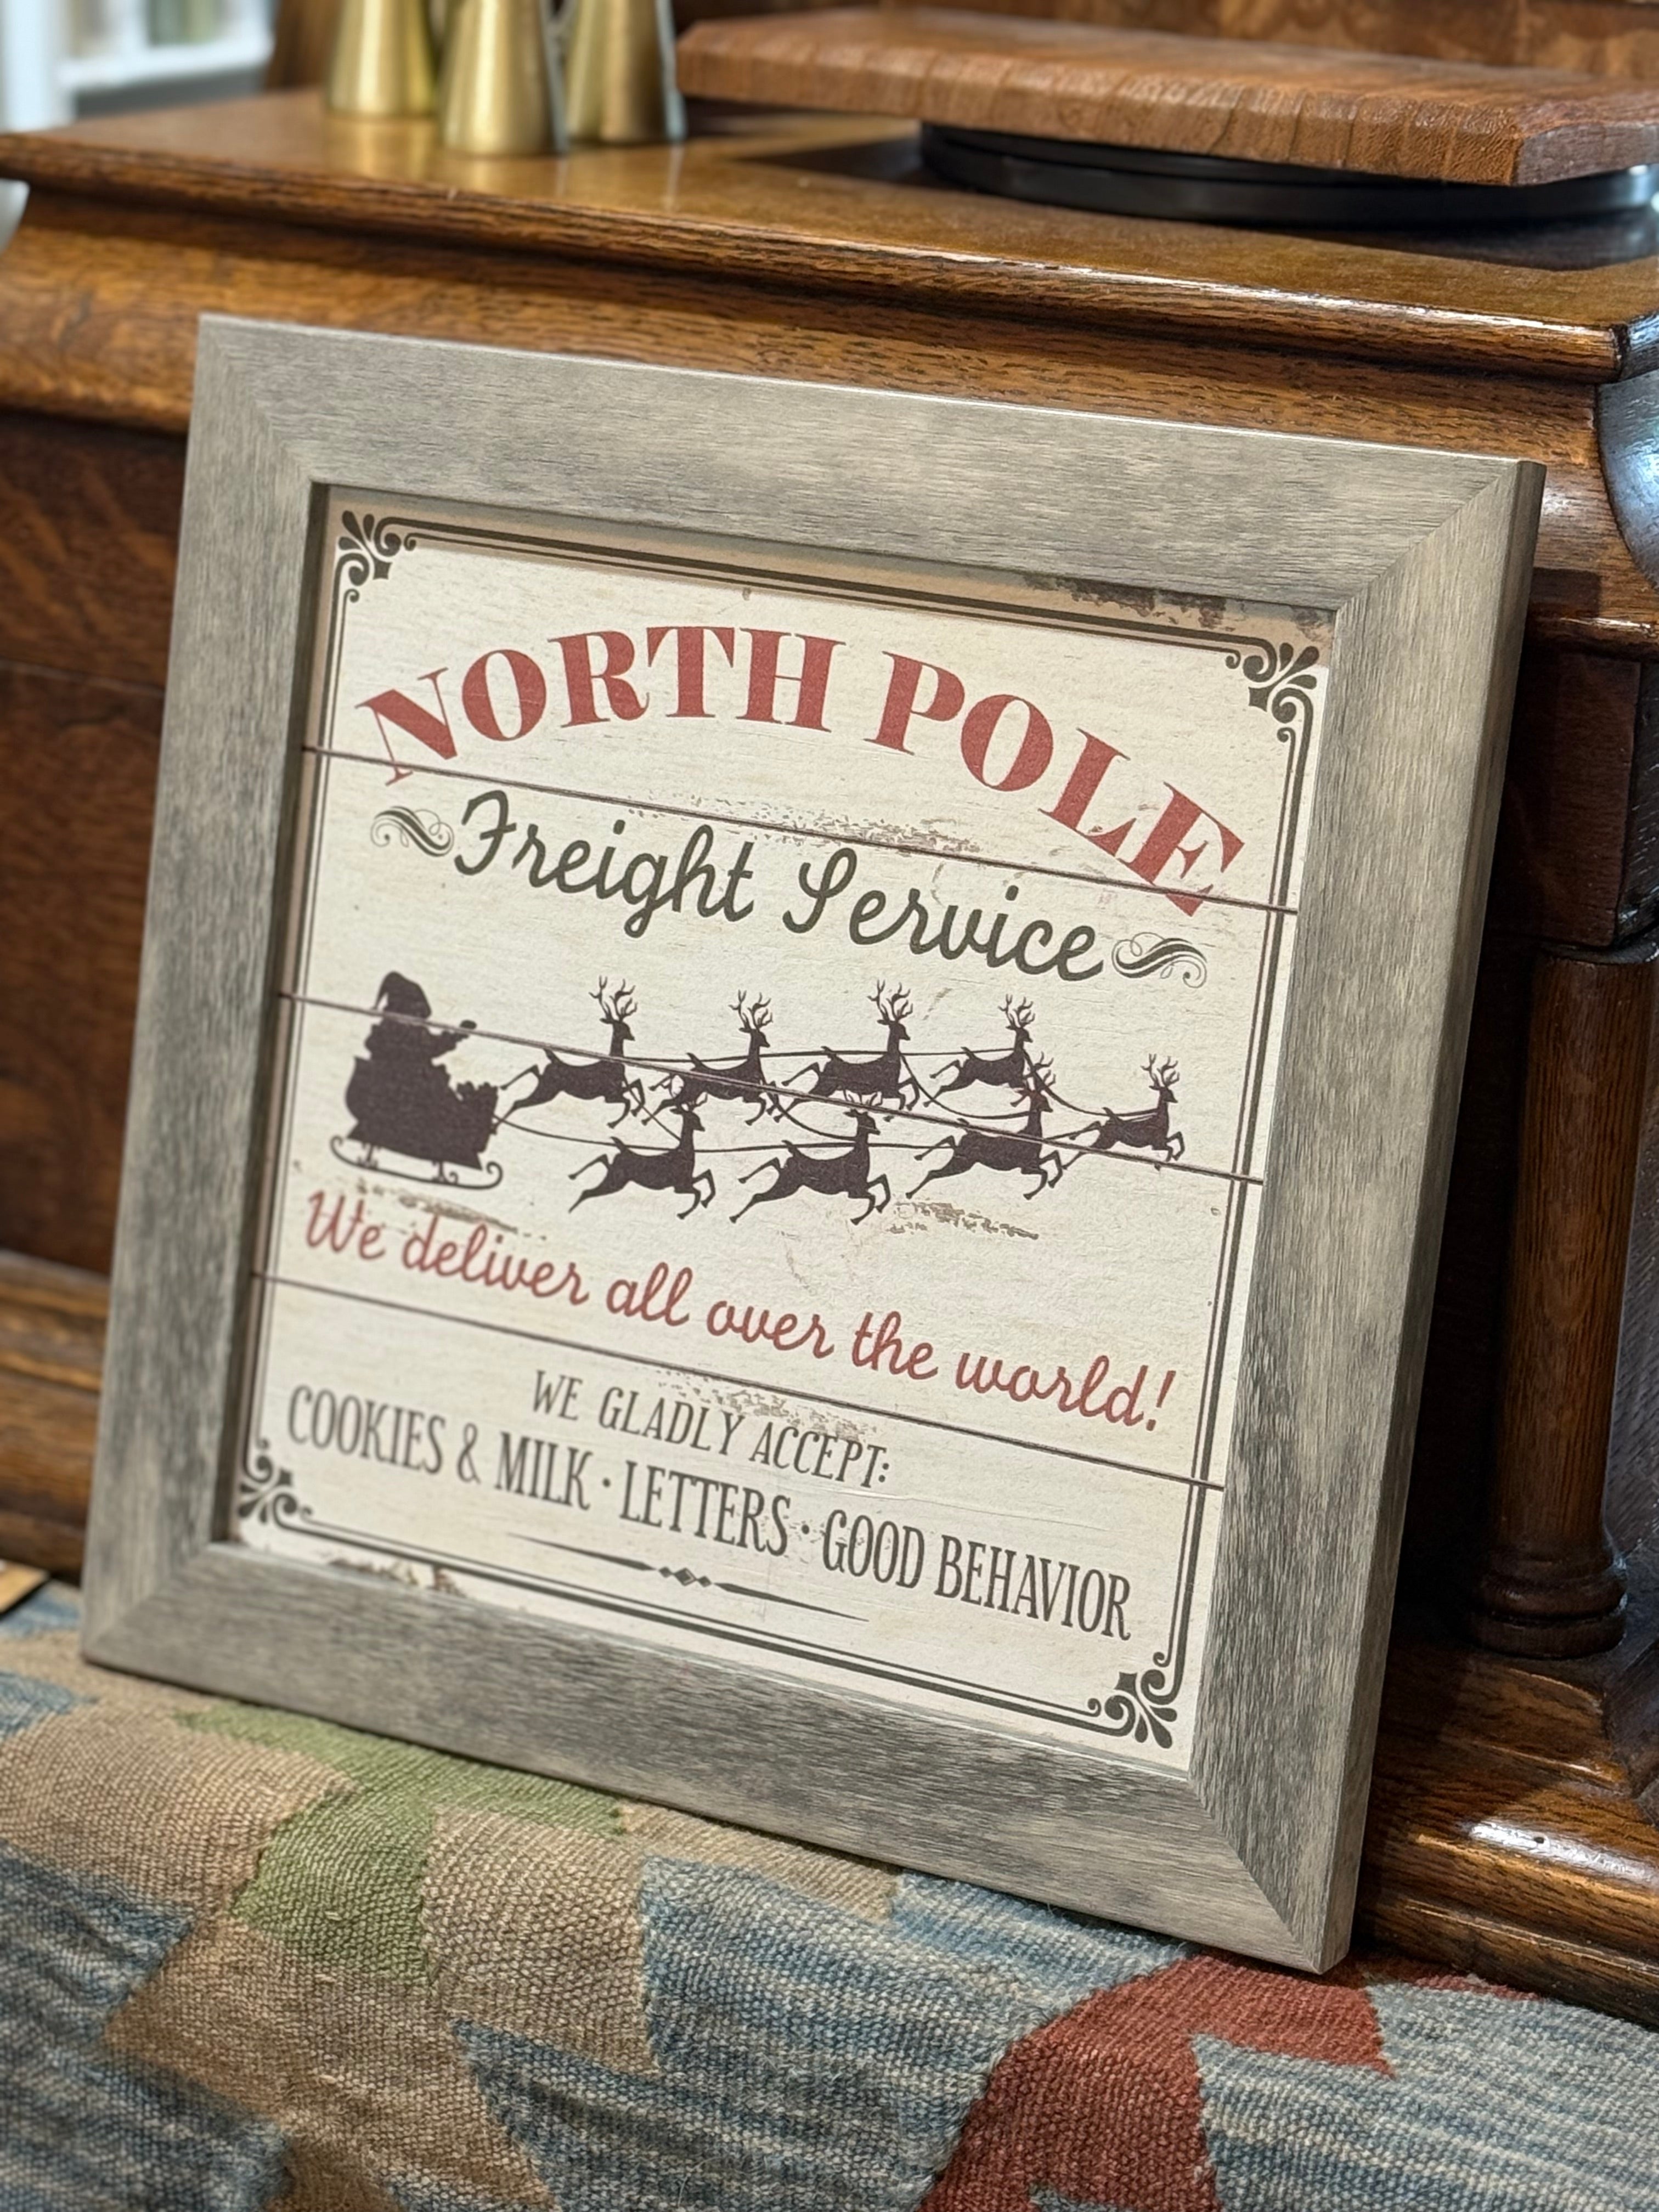 NORTH POLE
Freight Service
We deliver all over the world!
WE GLADLY ACCEPT:
COOKIES & MILK · LETTERS · GOOD BEHAVIOR